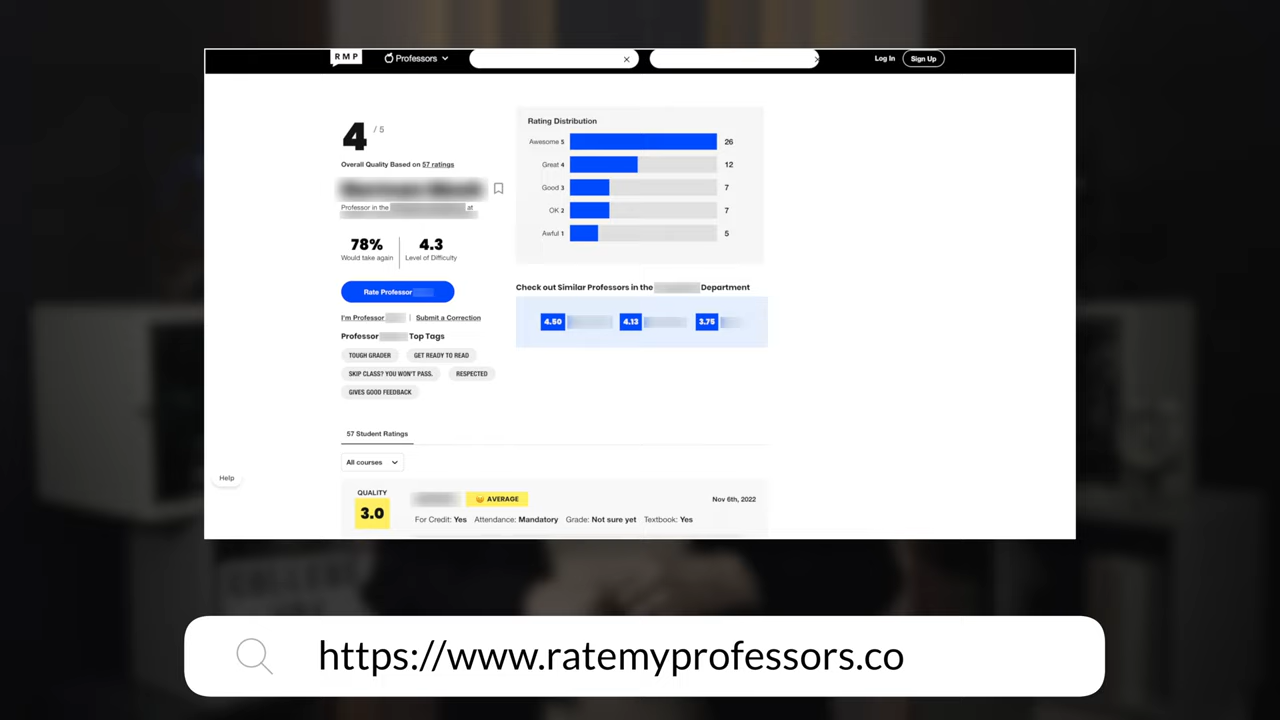 RMP
Professors
Log In
Sign Up
4 / 5
Overall Quality Based on 57 ratings
Professor in the at
78%
Would take again
4.3
Level of Difficulty
Rate Professor
I'm Professor
Submit a Correction
Professor Top Tags
TOUGH GRADER
GET READY TO READ
SKIP CLASS? YOU WON'T PASS.
RESPECTED
GIVES GOOD FEEDBACK
Rating Distribution
Awesome 5 26
Great 4 12
Good 3 7
OK 2 7
Awful 1 5
Check out Similar Professors in the Department
4.50
4.13
3.75
57 Student Ratings
All courses
Help
QUALITY
3.0
AVERAGE
Nov 6th, 2022
For Credit: Yes Attendance: Mandatory Grade: Not sure yet Textbook: Yes
https://www.ratemyprofessors.co